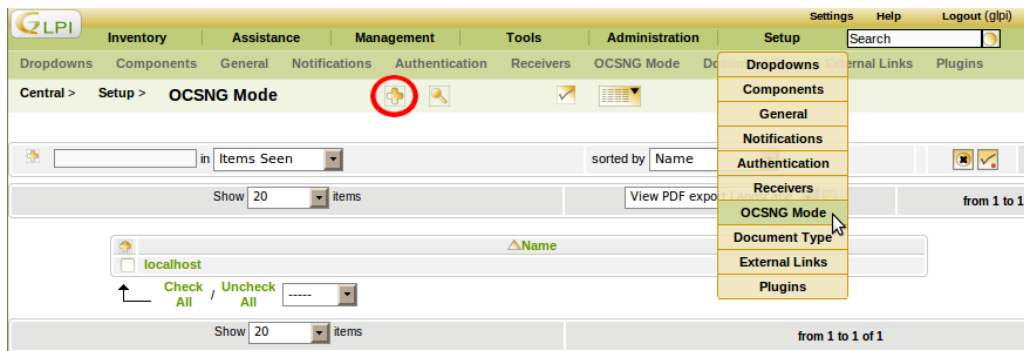 GLPI
Settings Help Logout (glpi)
Inventory Assistance Management Tools Administration Setup Search
Dropdowns Components General Notifications Authentication Receivers OCSNG Mode External Links Plugins
Central > Setup > OCSNG Mode
Dropdowns
Components
General
Notifications
Authentication
Receivers
OCSNG Mode
Document Type
External Links
Plugins
in Items Seen sorted by Name
Show 20 items View PDF export from 1 to 1
Name
localhost
Check All / Uncheck All -----
Show 20 items from 1 to 1 of 1